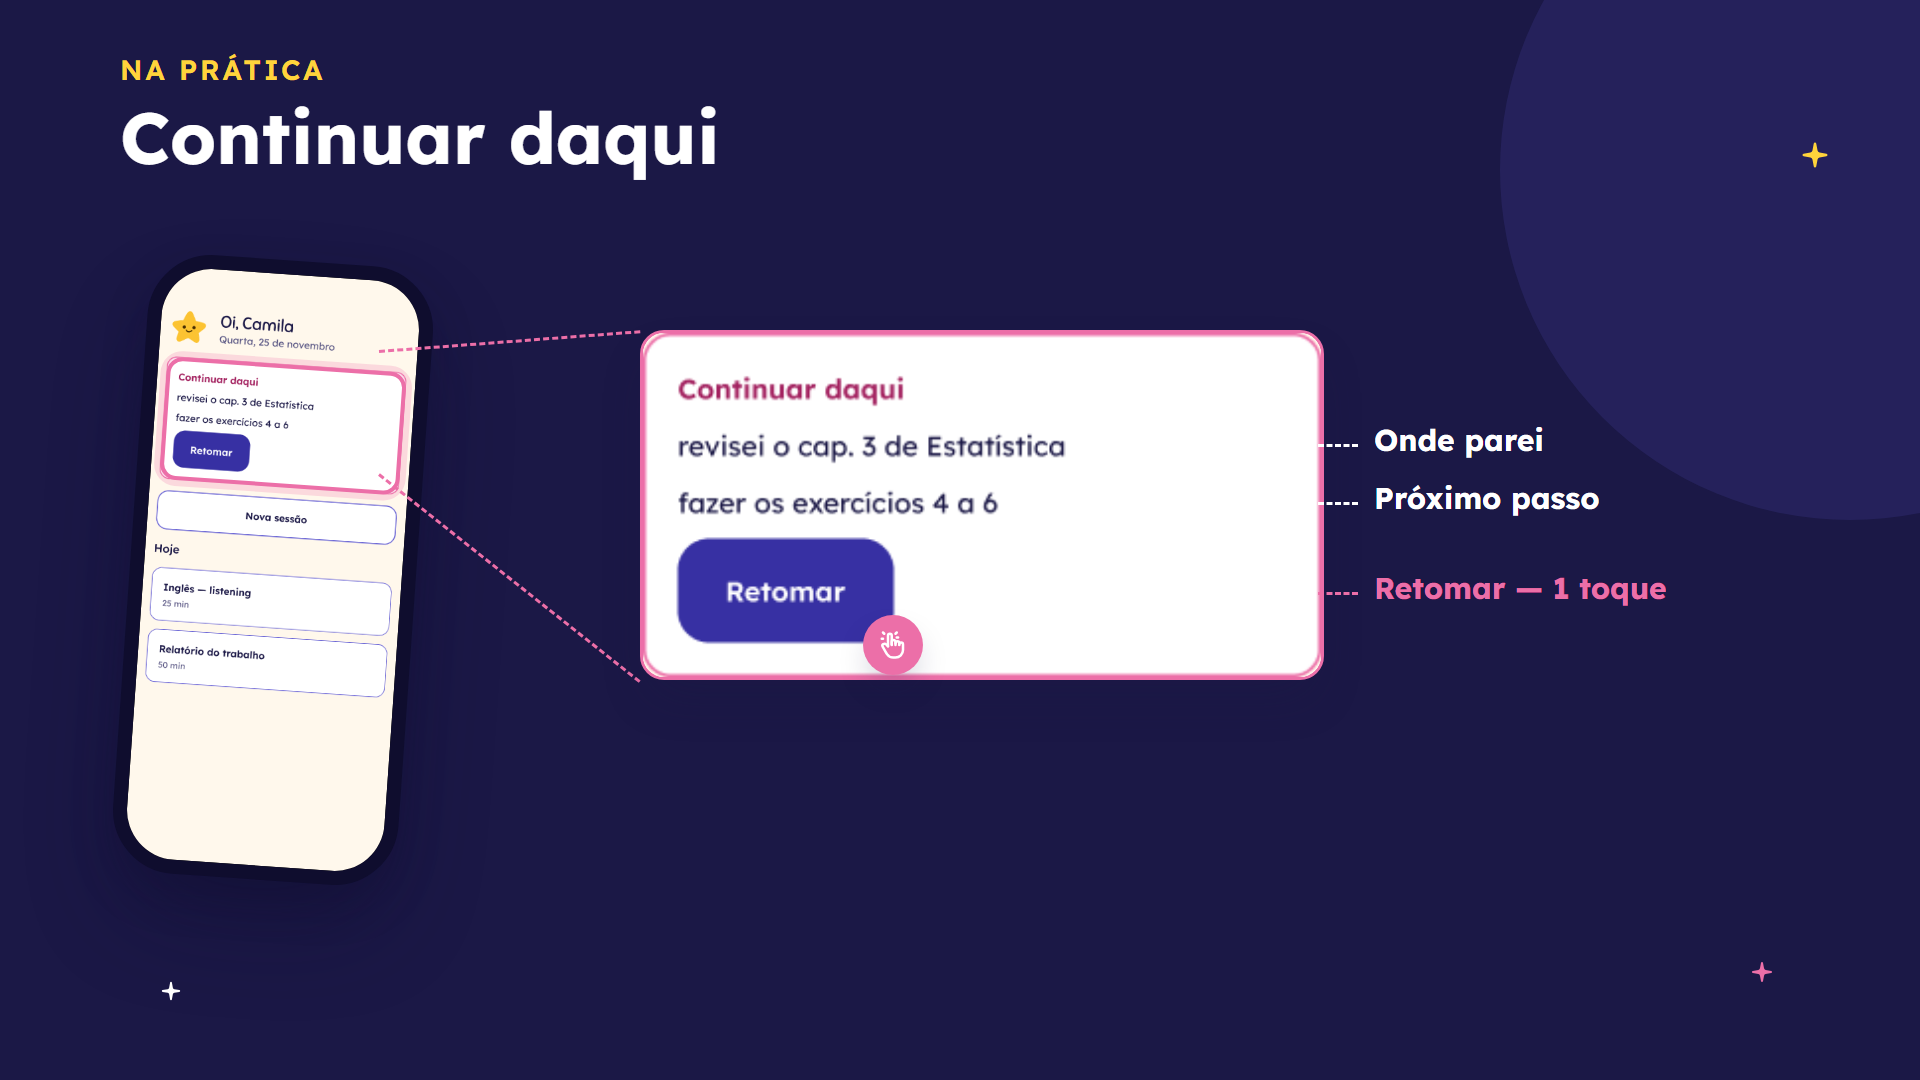 NA PRÁTICA
Continuar daqui
Oi, Camila
Quarta, 25 de novembro
Continuar daqui
revisei o cap. 3 de Estatística
fazer os exercícios 4 a 6
Retomar
Nova sessão
Hoje
Inglês — listening
25 min
Relatório do trabalho
50 min
Continuar daqui
revisei o cap. 3 de Estatística
fazer os exercícios 4 a 6
Retomar
Onde parei
Próximo passo
Retomar — 1 toque